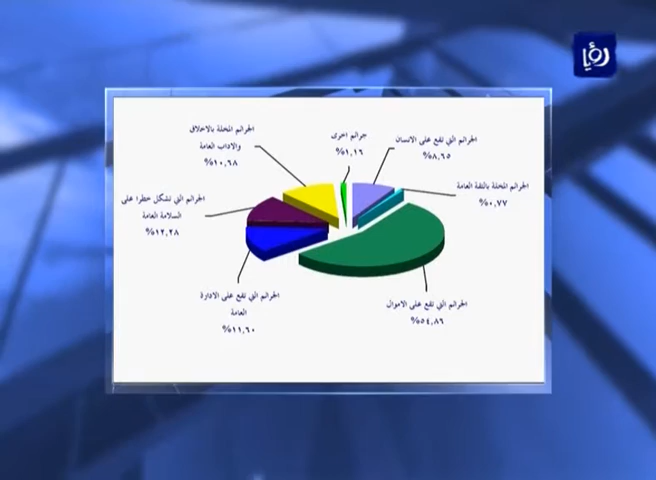 رؤيا
الجرائم المخلة بالاخلاق
والاداب العامة
%١٠,٦٨
جرائم اخرى
%١,١٦
الجرائم التي تقع على الانسان
%٨,٦٥
الجرائم المخلة بالثقة العامة
%٠,٧٧
الجرائم التي تشكل خطرا على
السلامة العامة
%١٢,٢٨
الجرائم التي تقع على الادارة
العامة
%١١,٦٠
الجرائم التي تقع على الاموال
%٥٤,٨٦